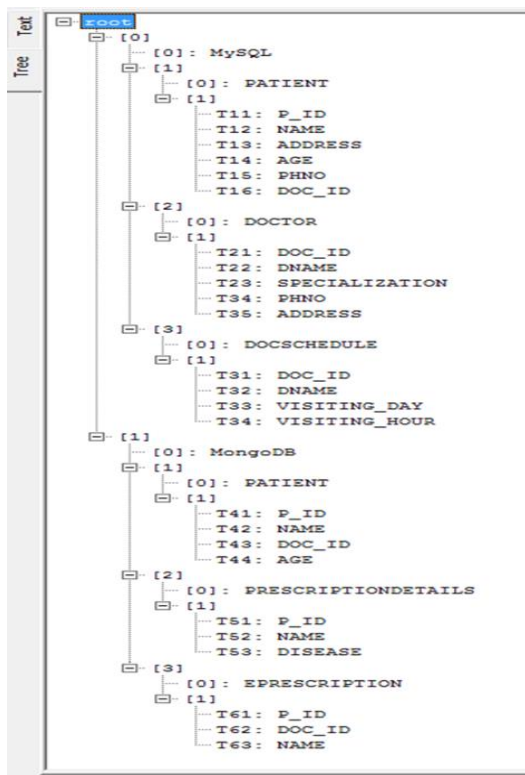 Text
Tree
root
[0]
[0]: MySQL
[1]
[0]: PATIENT
[1]
T11: P_ID
T12: NAME
T13: ADDRESS
T14: AGE
T15: PHNO
T16: DOC_ID
[2]
[0]: DOCTOR
[1]
T21: DOC_ID
T22: DNAME
T23: SPECIALIZATION
T34: PHNO
T35: ADDRESS
[3]
[0]: DOCSCHEDULE
[1]
T31: DOC_ID
T32: DNAME
T33: VISITING_DAY
T34: VISITING_HOUR
[1]
[0]: MongoDB
[1]
[0]: PATIENT
[1]
T41: P_ID
T42: NAME
T43: DOC_ID
T44: AGE
[2]
[0]: PRESCRIPTIONDETAILS
[1]
T51: P_ID
T52: NAME
T53: DISEASE
[3]
[0]: EPRESCRIPTION
[1]
T61: P_ID
T62: DOC_ID
T63: NAME